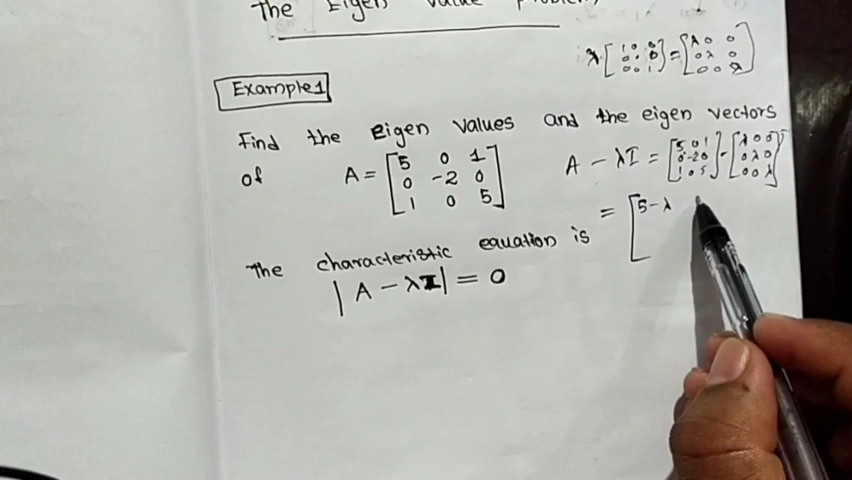 The Eigen value problem
λ [1 0 0 0 0 0 0 1] = [λ 0 0 0 λ 0 0 0 λ]
Example 1
Find the Eigen values and the eigen vectors
of A = [5 0 1 0 -2 0 1 0 5] A - λI = [5 0 1 0 -2 0 1 0 5] - [λ 0 0 0 λ 0 0 0 λ]
= [5-λ
The characteristic equation is
|A - λI| = 0